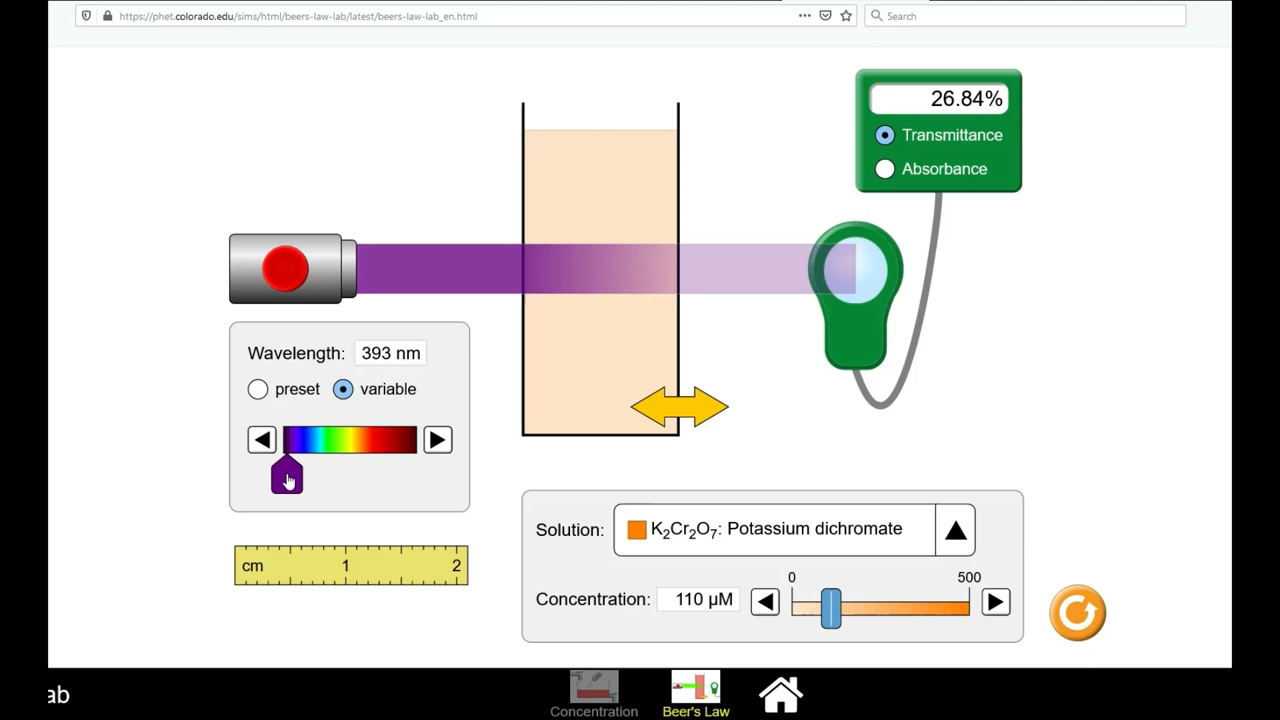 https://phet.colorado.edu/sims/html/beers-law-lab/latest/beers-law-lab_en.html
Search
26.84%
Transmittance
Absorbance
Wavelength: 393 nm
preset variable
cm 1 2
Solution: K₂Cr₂O₇: Potassium dichromate
0 500
Concentration: 110 µM
ab
Concentration
Beer's Law